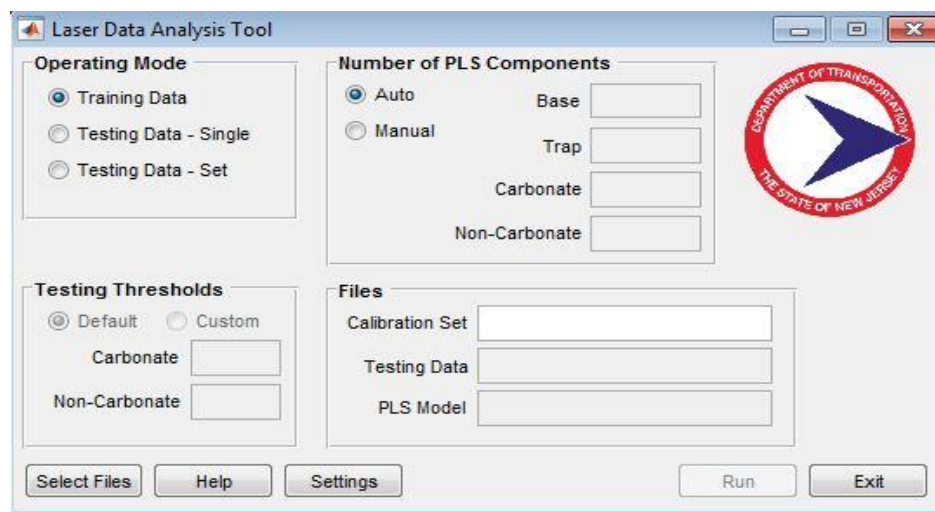 Laser Data Analysis Tool
Operating Mode
Training Data
Testing Data - Single
Testing Data - Set
Number of PLS Components
Auto
Manual
Base
Trap
Carbonate
Non-Carbonate
DEPARTMENT OF TRANSPORTATION
THE STATE OF NEW JERSEY
Testing Thresholds
Default
Custom
Carbonate
Non-Carbonate
Files
Calibration Set
Testing Data
PLS Model
Select Files
Help
Settings
Run
Exit